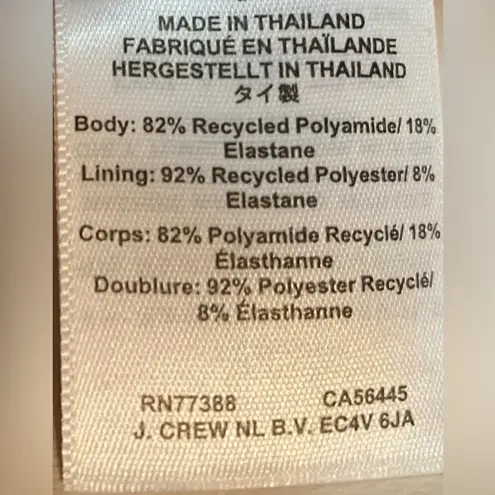 MADE IN THAILAND
FABRIQUÉ EN THAÏLANDE
HERGESTELLT IN THAILAND
タイ製
Body: 82% Recycled Polyamide/ 18%
Elastane
Lining: 92% Recycled Polyester/ 8%
Elastane
Corps: 82% Polyamide Recyclé/ 18%
Élasthanne
Doublure: 92% Polyester Recyclé/
8% Élasthanne
RN77388 CA56445
J. CREW NL B.V. EC4V 6JA